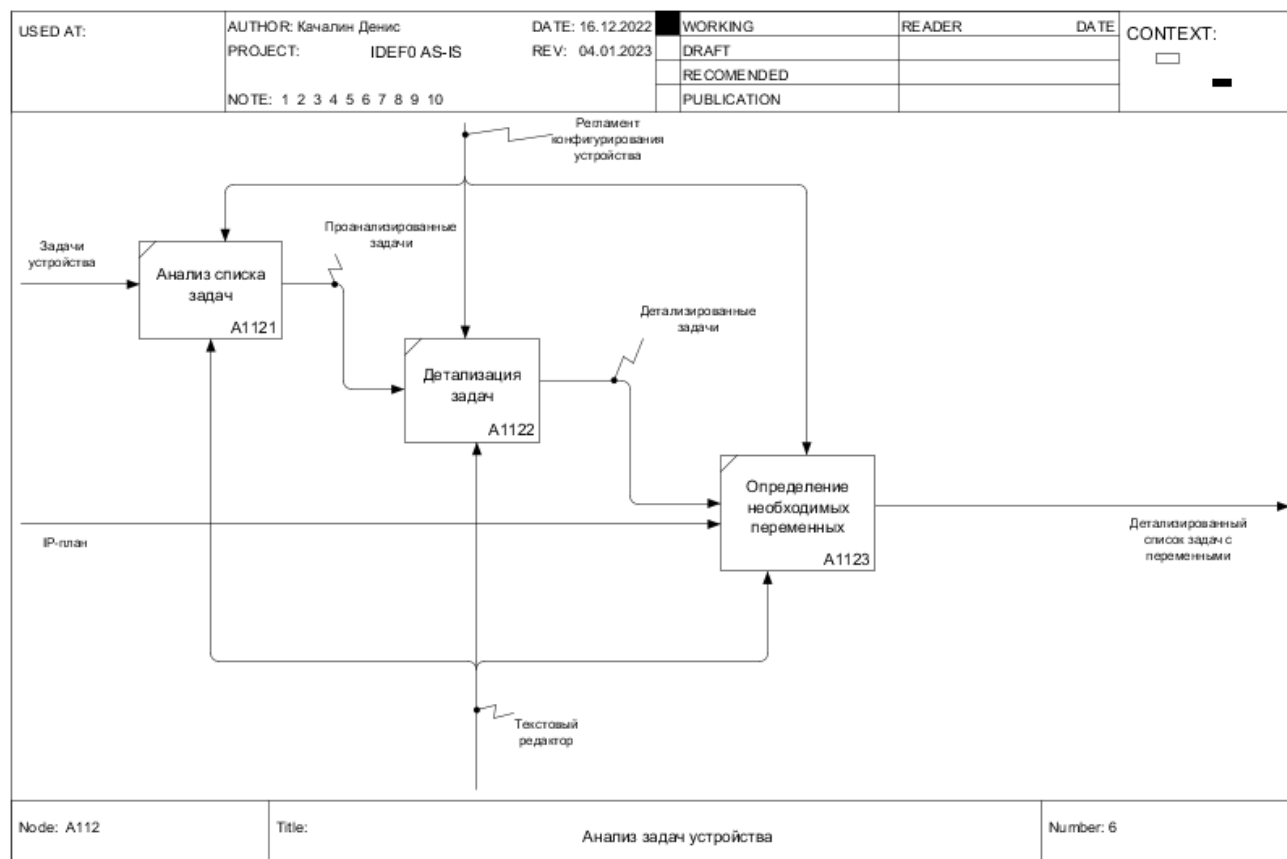 USED AT:
AUTHOR: Качалин Денис
DATE: 16.12.2022
PROJECT: IDEF0 AS-IS
REV: 04.01.2023
NOTE: 1 2 3 4 5 6 7 8 9 10
WORKING
DRAFT
RECOMENDED
PUBLICATION
READER
DATE
CONTEXT:
Регламент
конфигурирования
устройства
Задачи
устройства
Проанализированные
задачи
Анализ списка
задач
A1121
Детализированные
задачи
Детализация
задач
A1122
Определение
необходимых
переменных
A1123
IP-план
Детализированный
список задач с
переменными
Текстовый
редактор
Node: A112
Title:
Анализ задач устройства
Number: 6